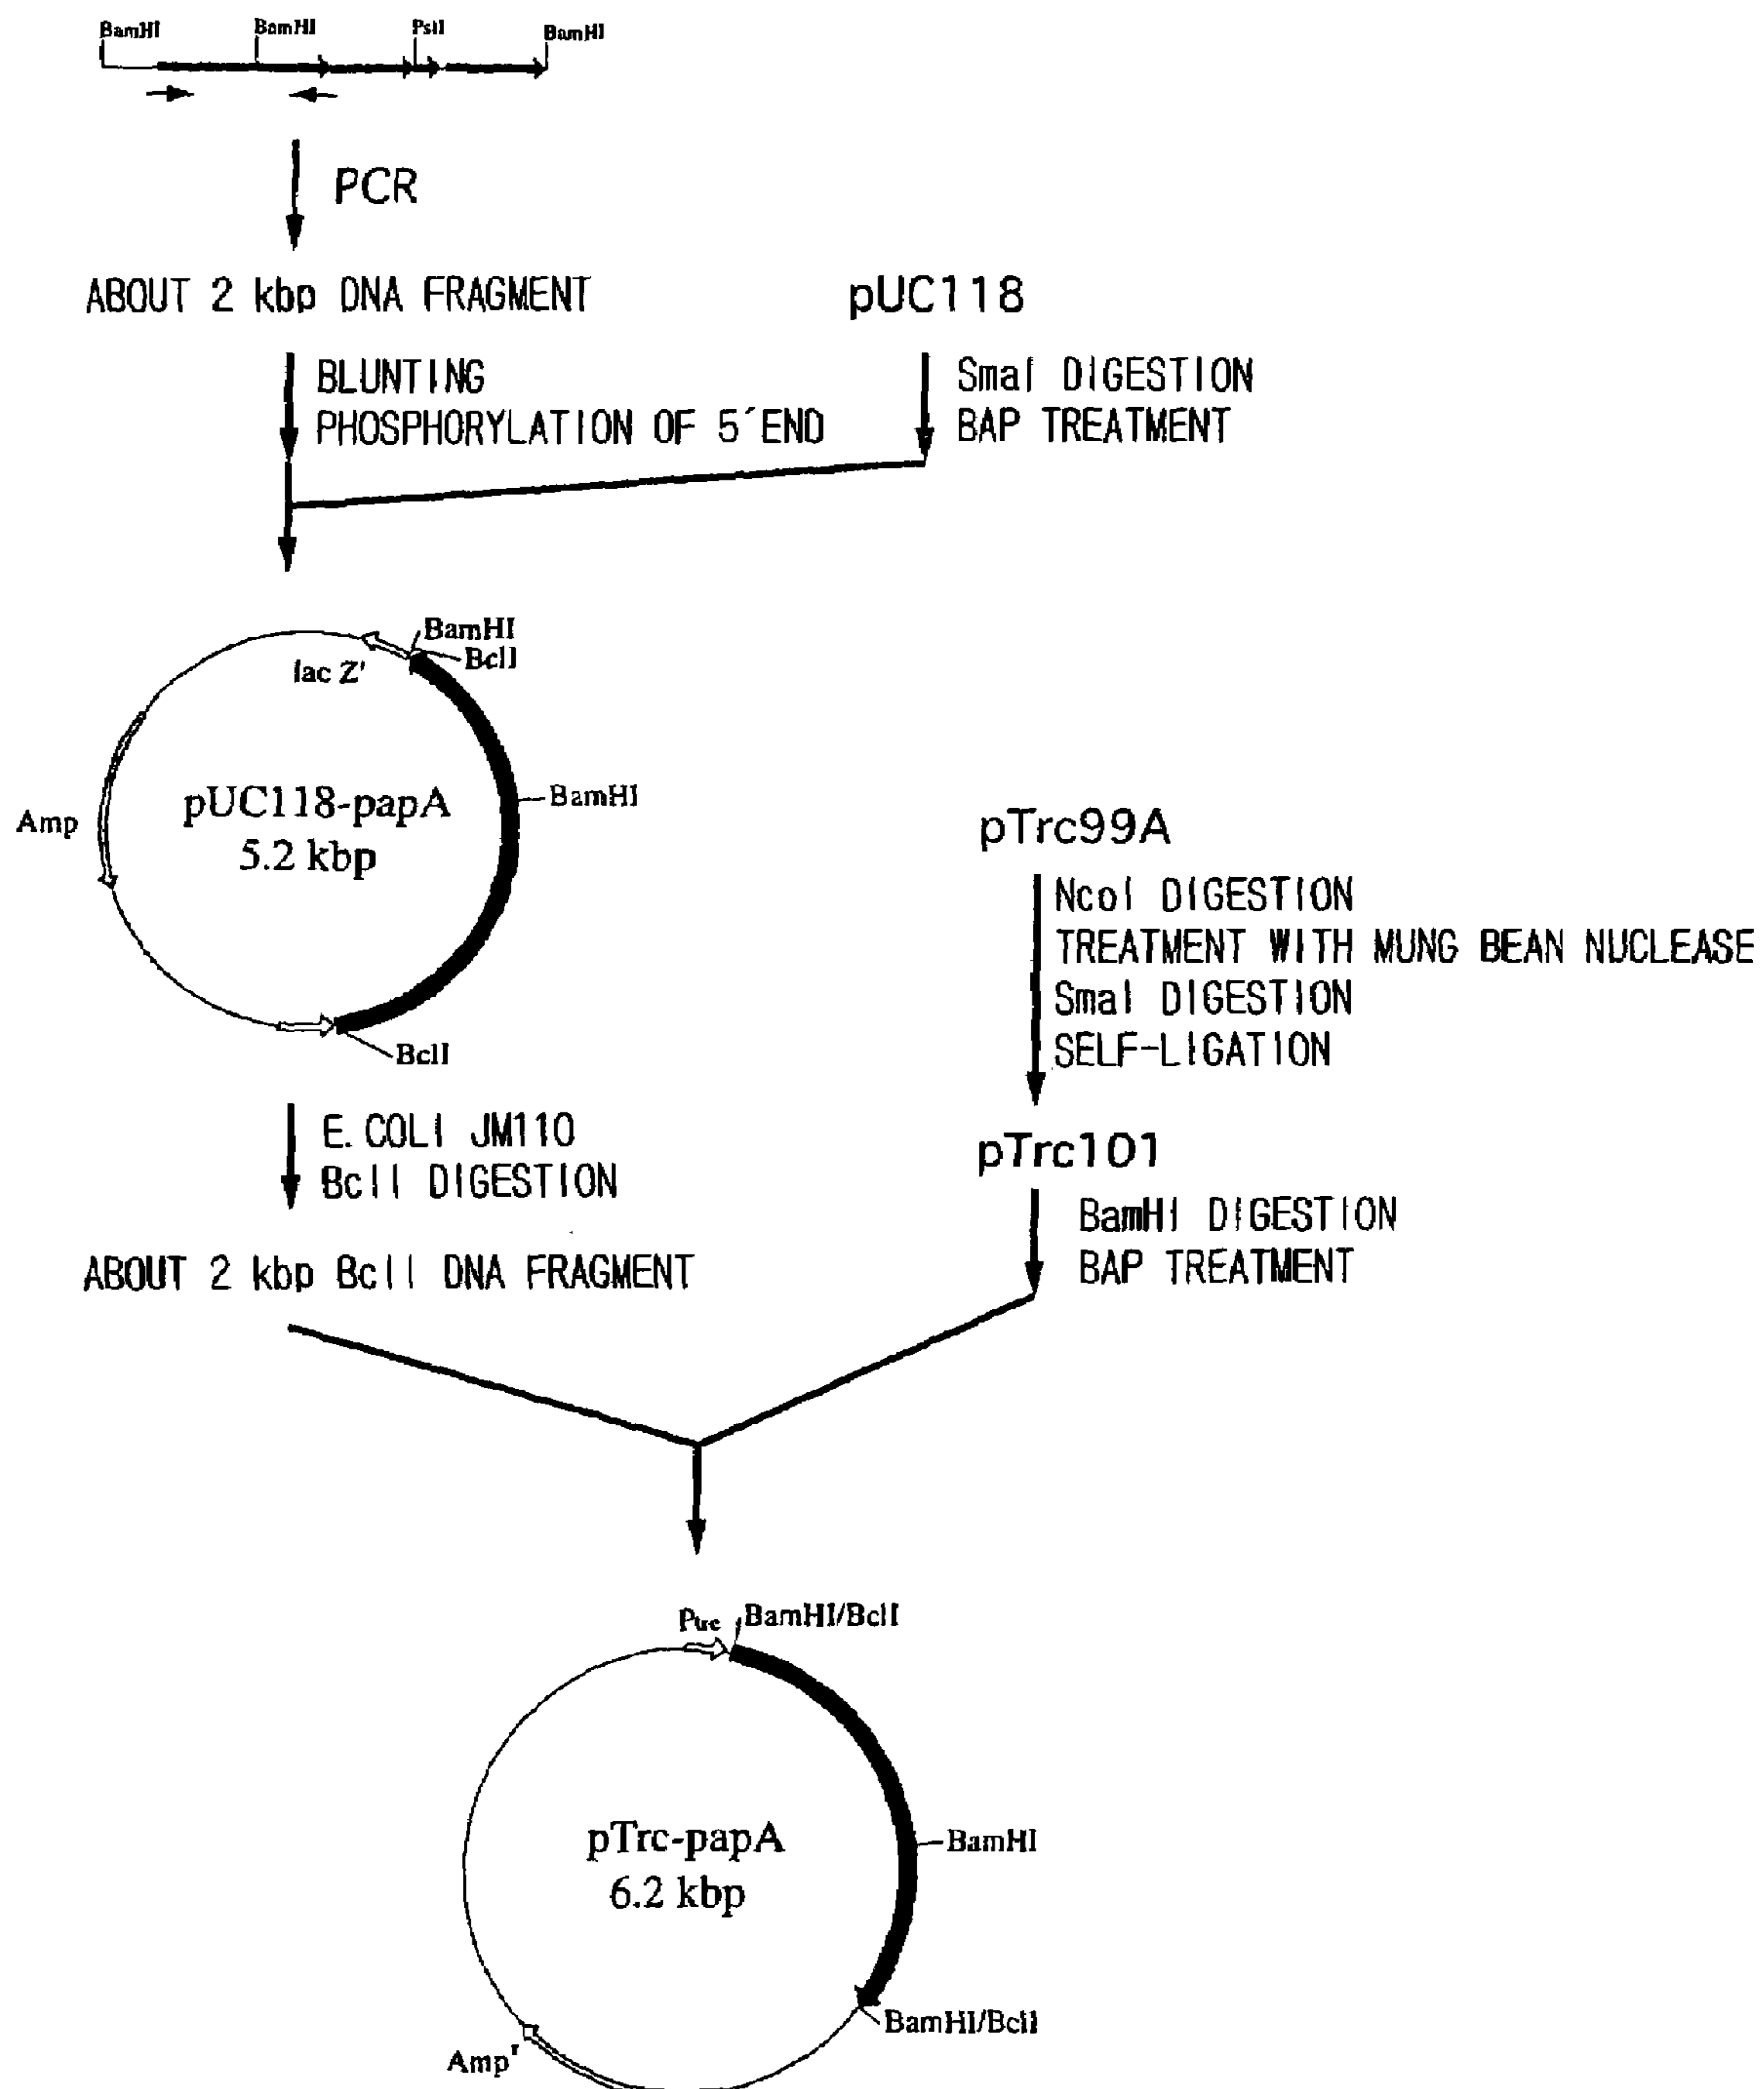 BamHI BamHI PstI BamHI
PCR
ABOUT 2 kbp DNA FRAGMENT
pUC118
BLUNTING
PHOSPHORYLATION OF 5´END
SmaI DIGESTION
BAP TREATMENT
BamHI
BclI
lac Z'
BamHI
Amp
pUC118-papA
5.2 kbp
BclI
pTrc99A
NcoI DIGESTION
TREATMENT WITH MUNG BEAN NUCLEASE
SmaI DIGESTION
SELF-LIGATION
E. COLI JM110
BclI DIGESTION
pTrc101
BamHI DIGESTION
BAP TREATMENT
ABOUT 2 kbp BclI DNA FRAGMENT
Ptrc
BamHI/BclI
pTrc-papA
6.2 kbp
BamHI
BamHI/BclI
Ampʳ